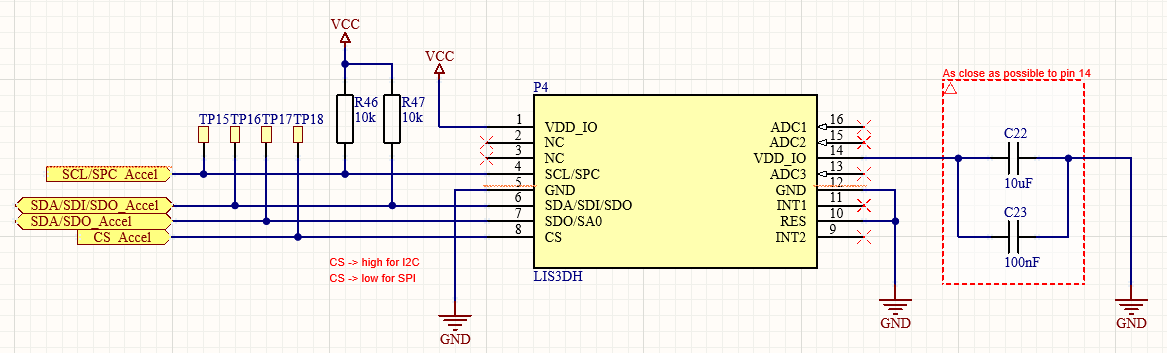 VCC
VCC
As close as possible to pin 14
P4
R46
10k
R47
10k
TP15
TP16
TP17
TP18
1
2
3
4
5
6
7
8
VDD_IO
NC
NC
SCL/SPC
GND
SDA/SDI/SDO
SDO/SA0
CS
ADC1
ADC2
VDD_IO
ADC3
GND
INT1
RES
INT2
16
15
14
13
12
11
10
9
C22
10uF
C23
100nF
SCL/SPC_Accel
SDA/SDI/SDO_Accel
SDA/SDO_Accel
CS_Accel
CS -> high for I2C
CS -> low for SPI
LIS3DH
GND
GND
GND